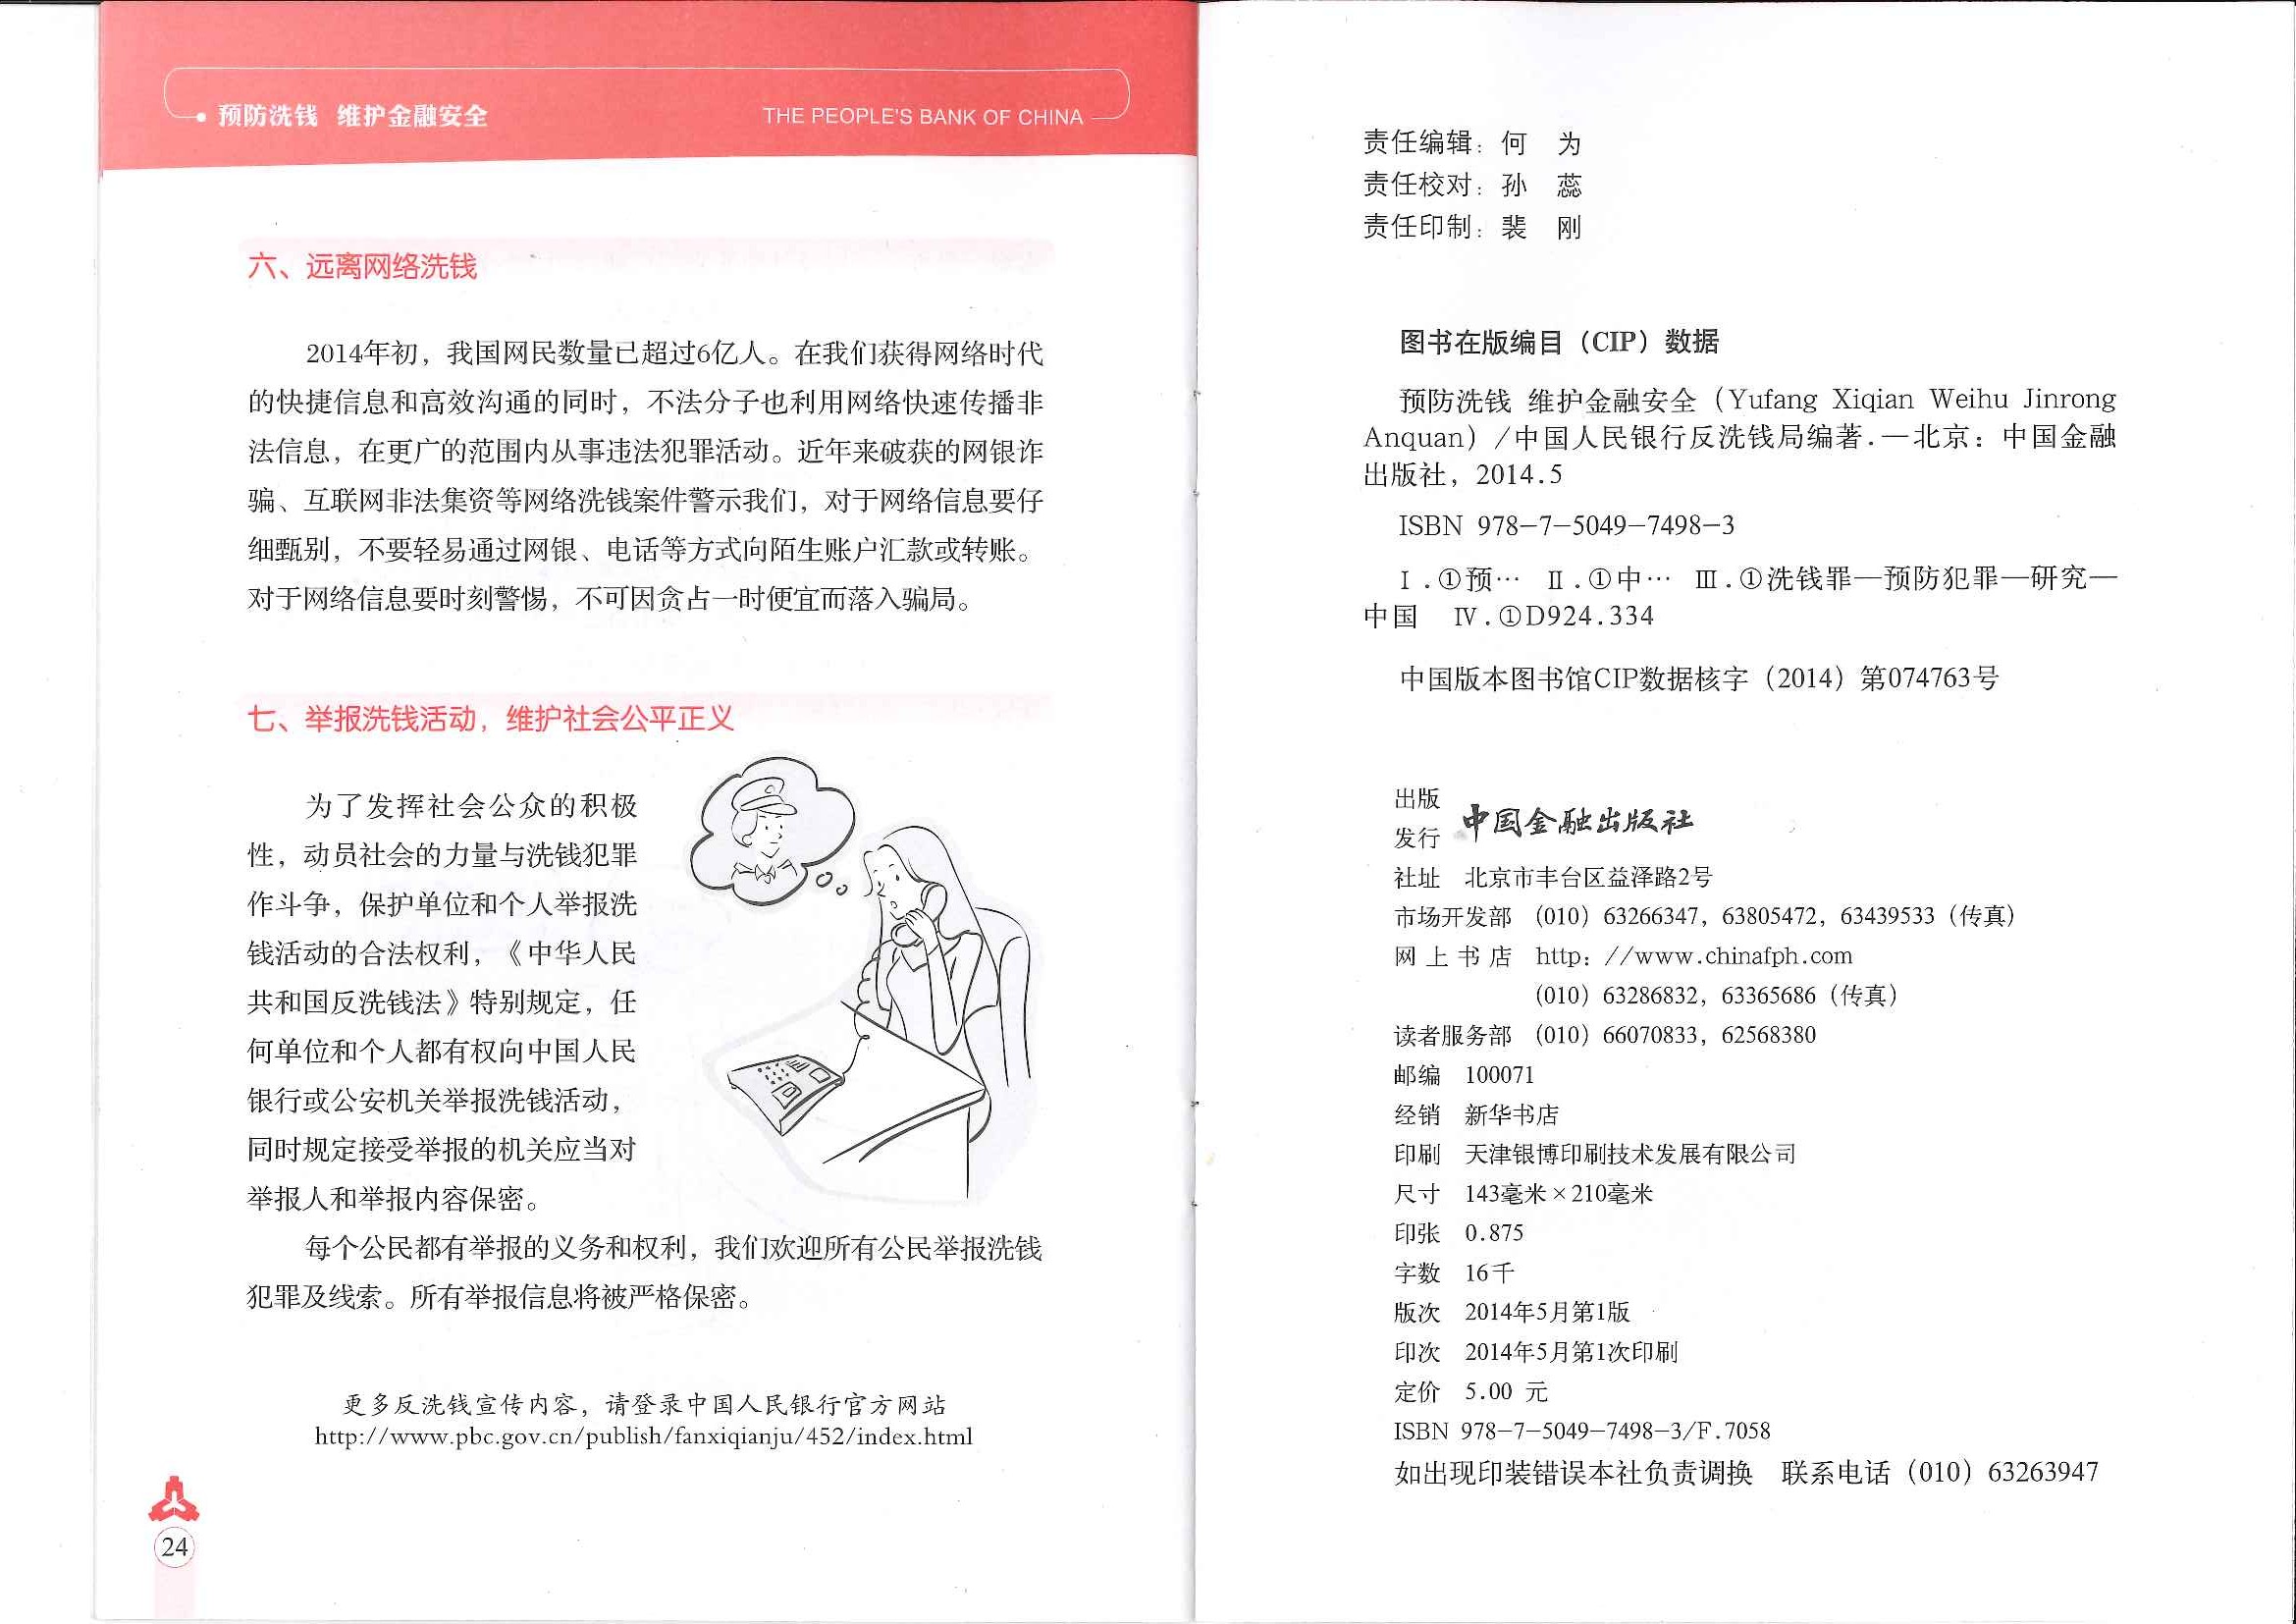 预防洗钱 维护金融安全
THE PEOPLE'S BANK OF CHINA
六、远离网络洗钱
2014年初，我国网民数量已超过6亿人。在我们获得网络时代
的快捷信息和高效沟通的同时，不法分子也利用网络快速传播非
法信息，在更广的范围内从事违法犯罪活动。近年来破获的网银诈
骗、互联网非法集资等网络洗钱案件警示我们，对于网络信息要仔
细甄别，不要轻易通过网银、电话等方式向陌生账户汇款或转账。
对于网络信息要时刻警惕，不可因贪占一时便宜而落入骗局。
七、举报洗钱活动，维护社会公平正义
为了发挥社会公众的积极
性，动员社会的力量与洗钱犯罪
作斗争，保护单位和个人举报洗
钱活动的合法权利，《中华人民
共和国反洗钱法》特别规定，任
何单位和个人都有权向中国人民
银行或公安机关举报洗钱活动，
同时规定接受举报的机关应当对
举报人和举报内容保密。
每个公民都有举报的义务和权利，我们欢迎所有公民举报洗钱
犯罪及线索。所有举报信息将被严格保密。
更多反洗钱宣传内容，请登录中国人民银行官方网站
http://www.pbc.gov.cn/publish/fanxiqianju/452/index.html
24
责任编辑：何 为
责任校对：孙 蕊
责任印制：裴 刚
图书在版编目（CIP）数据
预防洗钱 维护金融安全（Yufang Xiqian Weihu Jinrong
Anquan）/中国人民银行反洗钱局编著.—北京：中国金融
出版社，2014.5
ISBN 978-7-5049-7498-3
Ⅰ.①预… Ⅱ.①中… Ⅲ.①洗钱罪—预防犯罪—研究—
中国 Ⅳ.①D924.334
中国版本图书馆CIP数据核字（2014）第074763号
出版
发行 中国金融出版社
社址 北京市丰台区益泽路2号
市场开发部 （010）63266347，63805472，63439533（传真）
网上书店 http：//www.chinafph.com
（010）63286832，63365686（传真）
读者服务部 （010）66070833，62568380
邮编 100071
经销 新华书店
印刷 天津银博印刷技术发展有限公司
尺寸 143毫米×210毫米
印张 0.875
字数 16千
版次 2014年5月第1版
印次 2014年5月第1次印刷
定价 5.00 元
ISBN 978-7-5049-7498-3/F.7058
如出现印装错误本社负责调换 联系电话（010）63263947